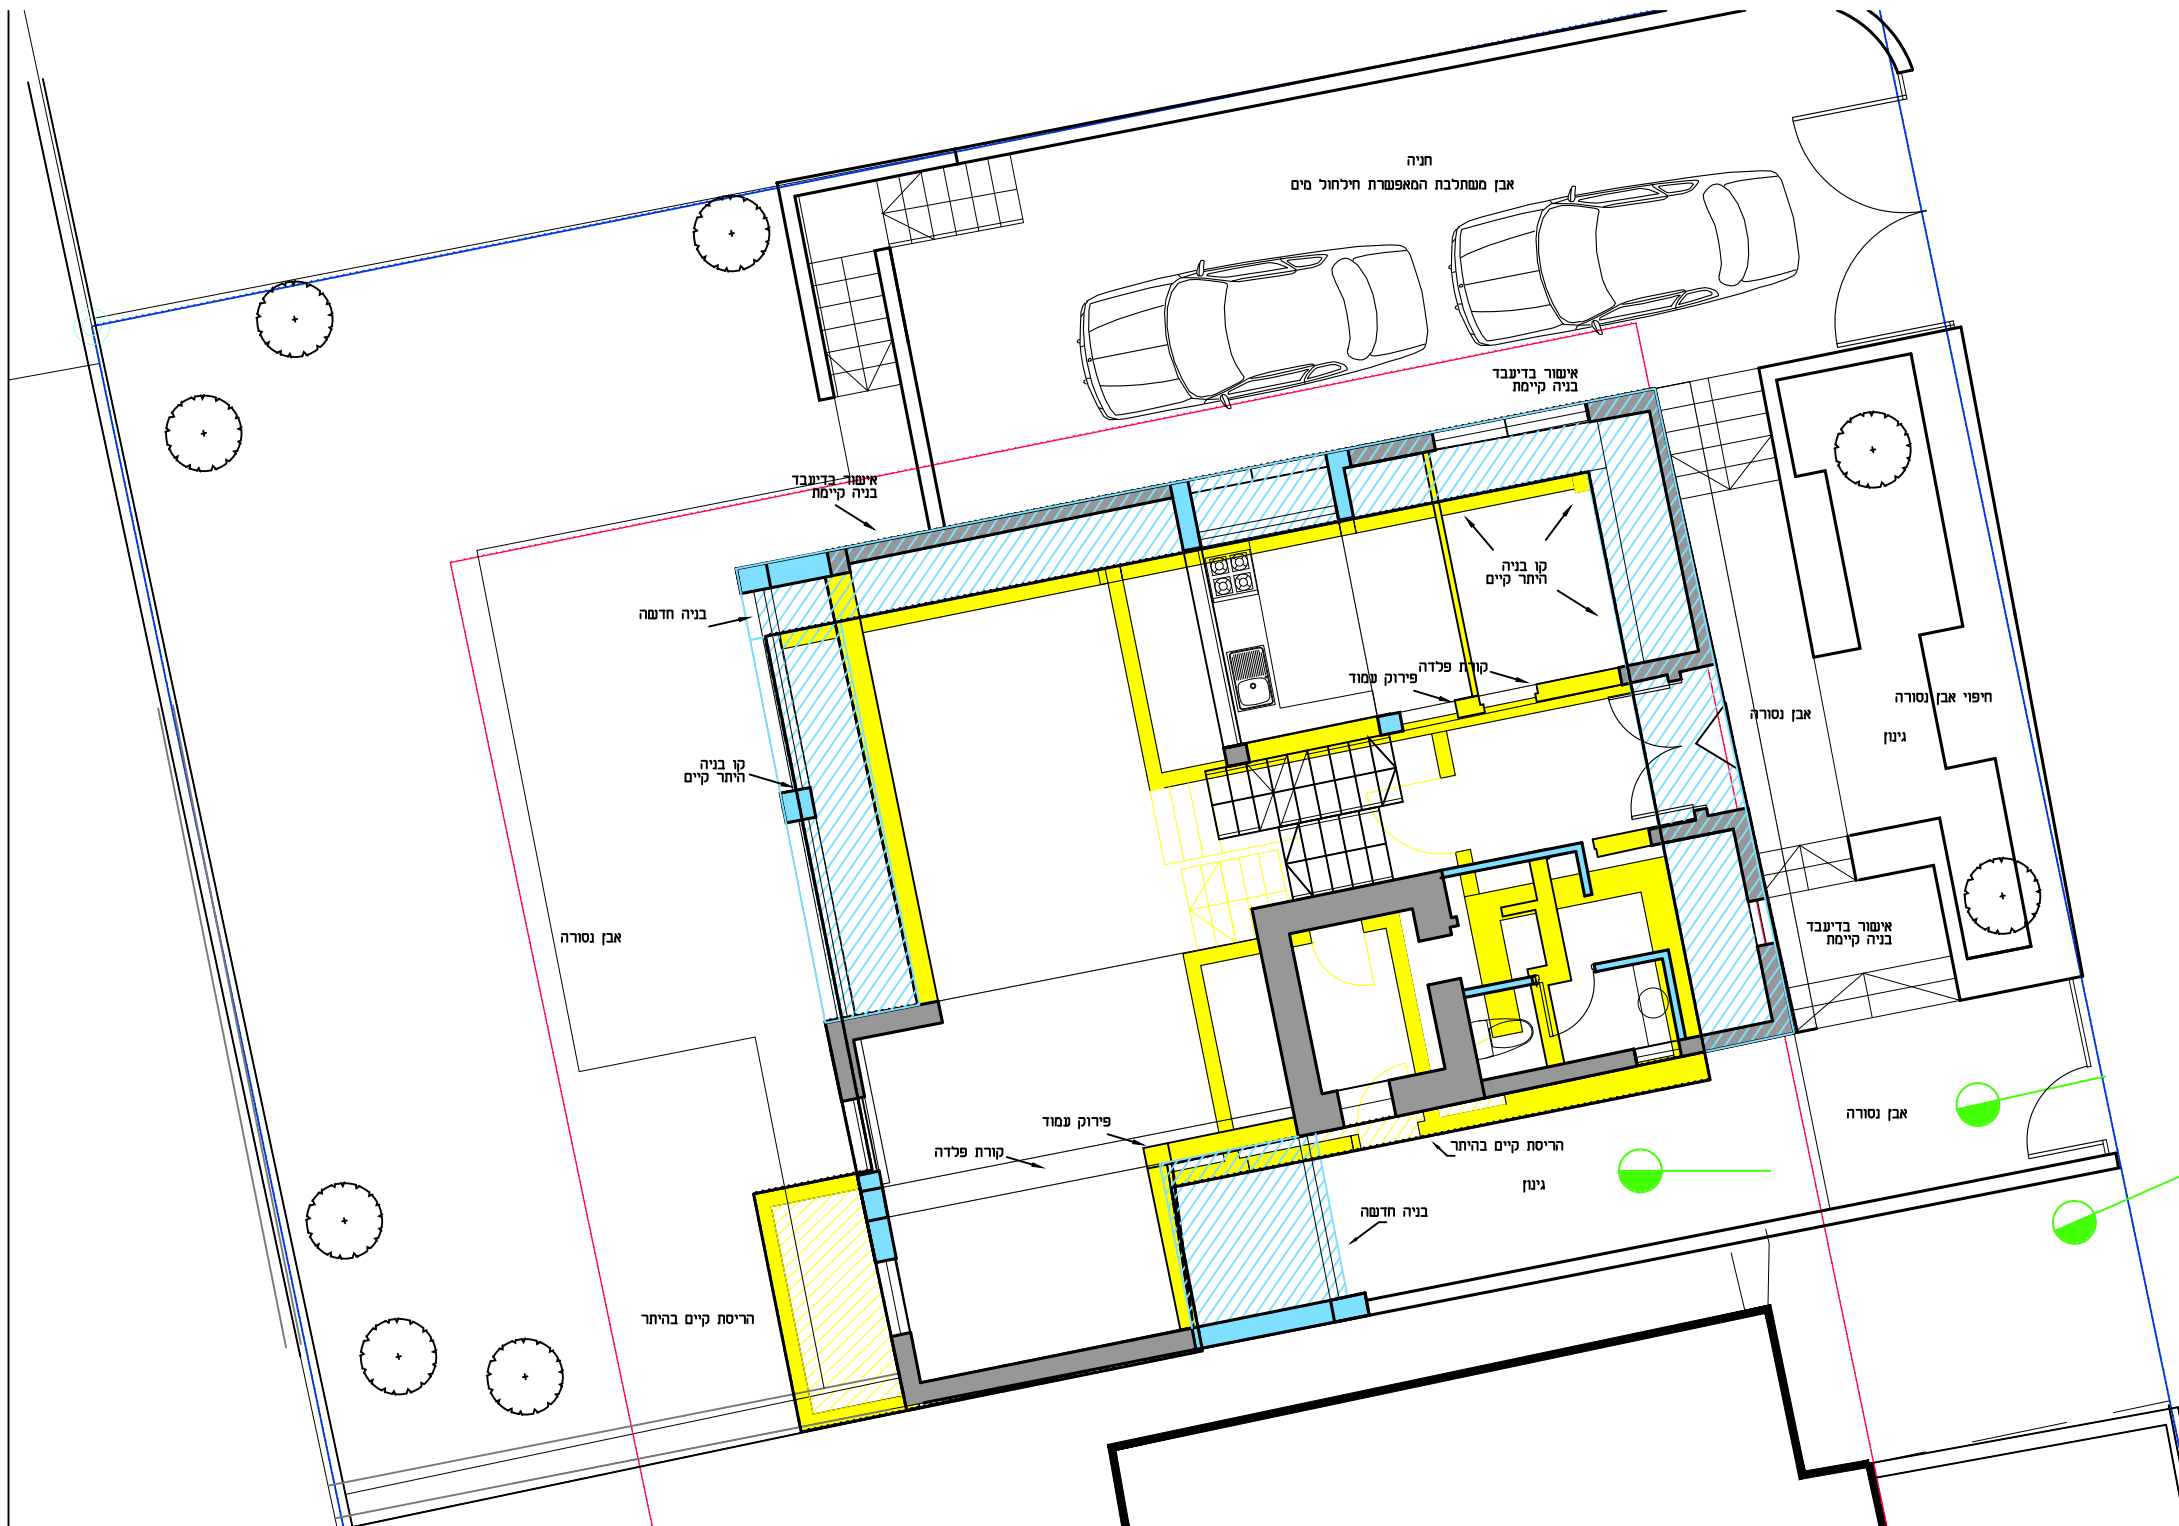 חניה
אבן משתלבת המאפשרת חילחול מים
אישור בדיעבד
בניה קיימת
אישור בדיעבד
בניה קיימת
קו בניה
היתר קיים
בניה חדשה
קורת פלדה
פירוק עמוד
חיפוי אבן נסורה
אבן נסורה
גינון
קו בניה
היתר קיים
אישור בדיעבד
בניה קיימת
אבן נסורה
אבן נסורה
פירוק עמוד
קורת פלדה
הריסת קיים בהיתר
גינון
בניה חדשה
הריסת קיים בהיתר